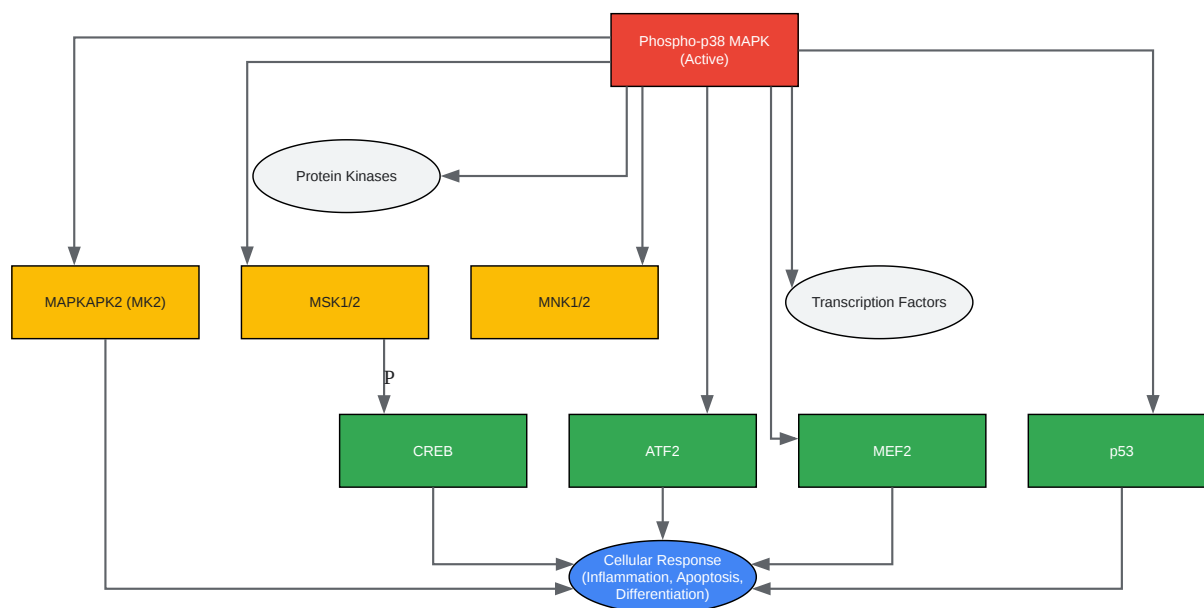 Phospho-p38 MAPK
(Active)
Protein Kinases
MAPKAPK2 (MK2)
MSK1/2
MNK1/2
Transcription Factors
P
CREB
ATF2
MEF2
p53
Cellular Response
(Inflammation, Apoptosis,
Differentiation)